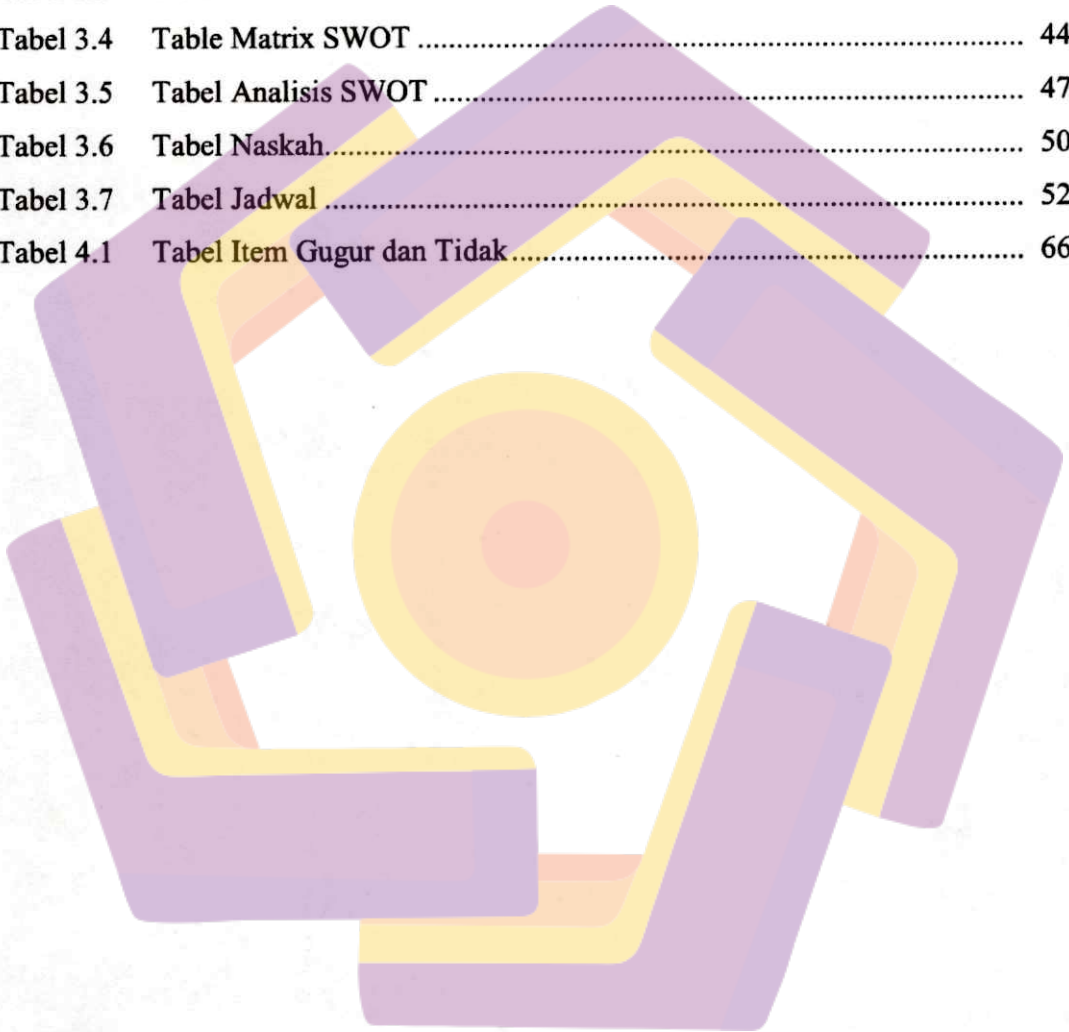 Tabel 3.4 Table Matrix SWOT ........................................ 44
Tabel 3.5 Tabel Analisis SWOT ........................................ 47
Tabel 3.6 Tabel Naskah ........................................ 50
Tabel 3.7 Tabel Jadwal ........................................ 52
Tabel 4.1 Tabel Item Gugur dan Tidak ........................................ 66